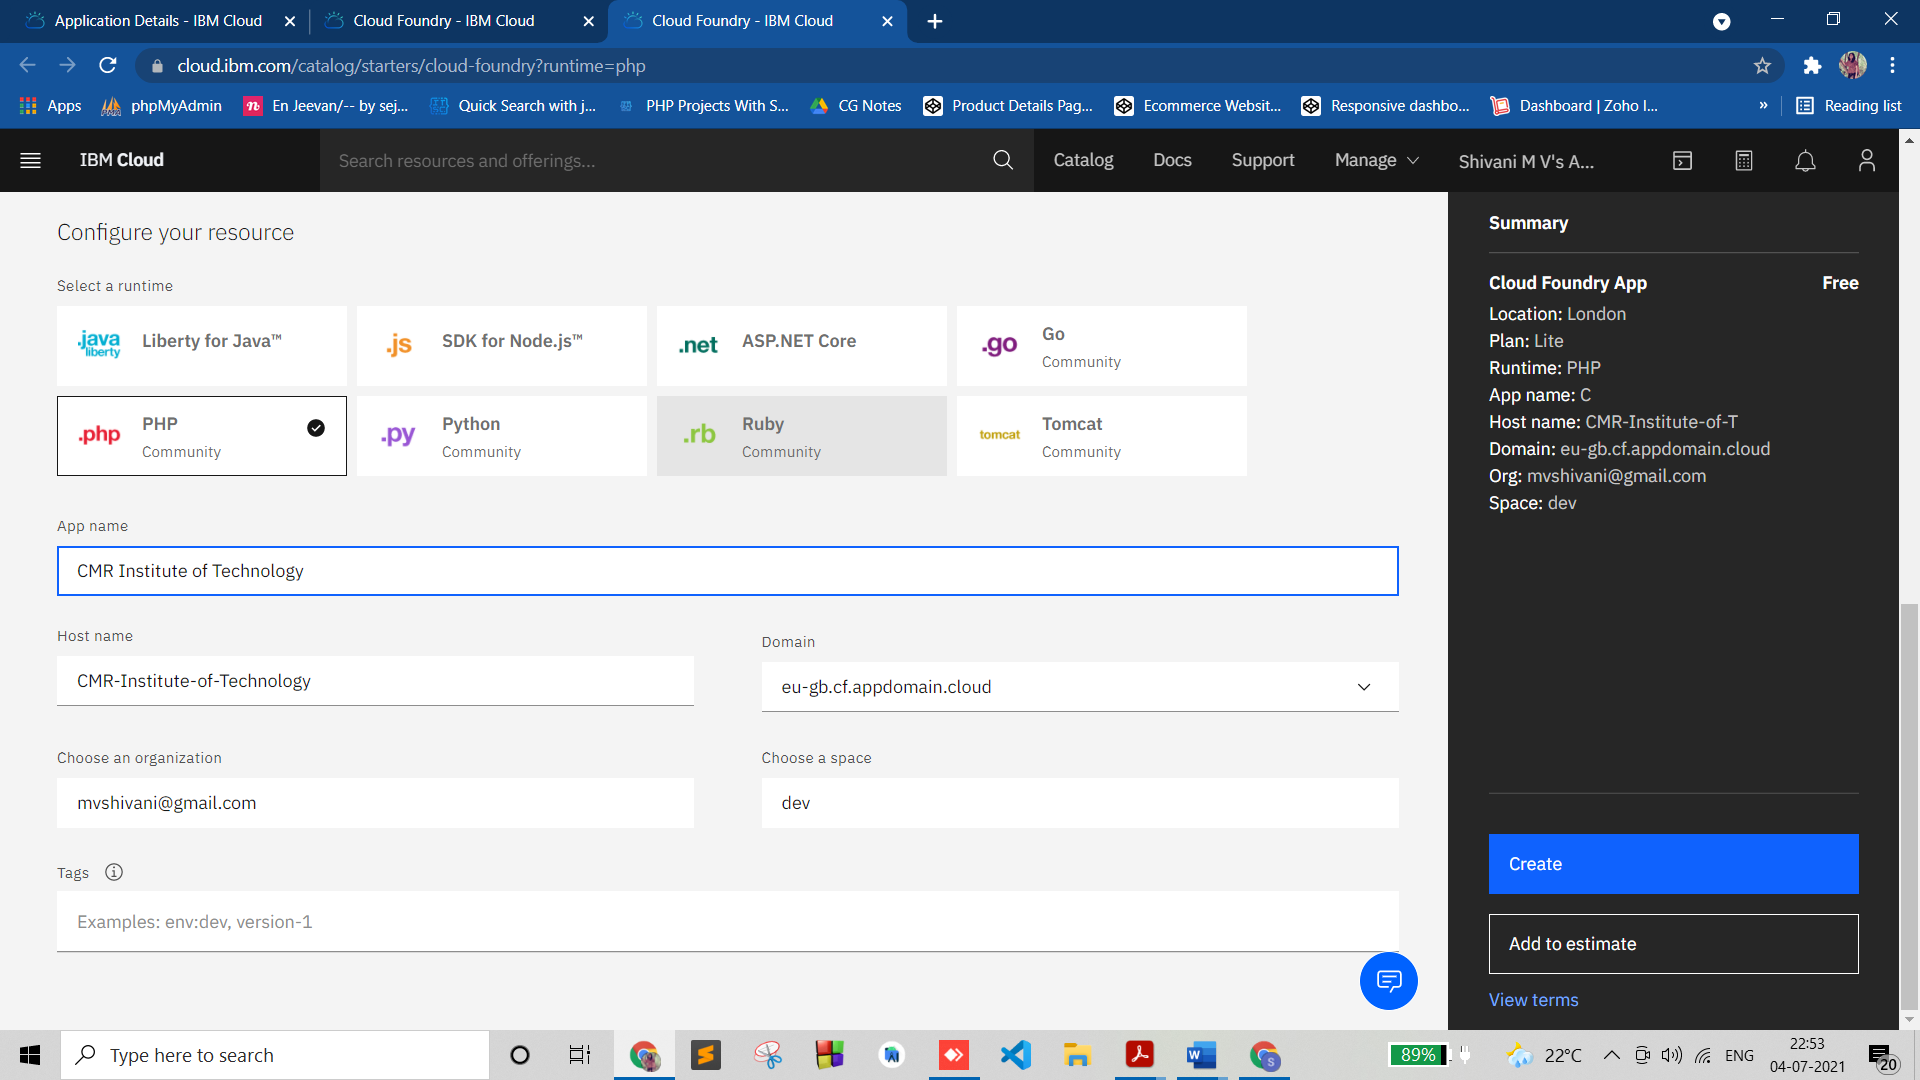 Application Details - IBM Cloud
Cloud Foundry - IBM Cloud
Cloud Foundry - IBM Cloud
cloud.ibm.com/catalog/starters/cloud-foundry?runtime=php
Apps
phpMyAdmin
En Jeevan/-- by sej...
Quick Search with j...
PHP Projects With S...
CG Notes
Product Details Pag...
Ecommerce Websit...
Responsive dashbo...
Dashboard | Zoho I...
»
Reading list
IBM Cloud
Search resources and offerings...
Catalog
Docs
Support
Manage
Shivani M V's A...
Configure your resource
Select a runtime
java liberty
Liberty for Java™
.js
SDK for Node.js™
.net
ASP.NET Core
.go
Go
Community
.php
PHP
Community
.py
Python
Community
.rb
Ruby
Community
tomcat
Tomcat
Community
App name
CMR Institute of Technology
Host name
CMR-Institute-of-Technology
Domain
eu-gb.cf.appdomain.cloud
Choose an organization
mvshivani@gmail.com
Choose a space
dev
Tags
Examples: env:dev, version-1
Summary
Cloud Foundry App
Free
Location: London
Plan: Lite
Runtime: PHP
App name: C
Host name: CMR-Institute-of-T
Domain: eu-gb.cf.appdomain.cloud
Org: mvshivani@gmail.com
Space: dev
Create
Add to estimate
View terms
Type here to search
89%
22°C
ENG
22:53
04-07-2021
20